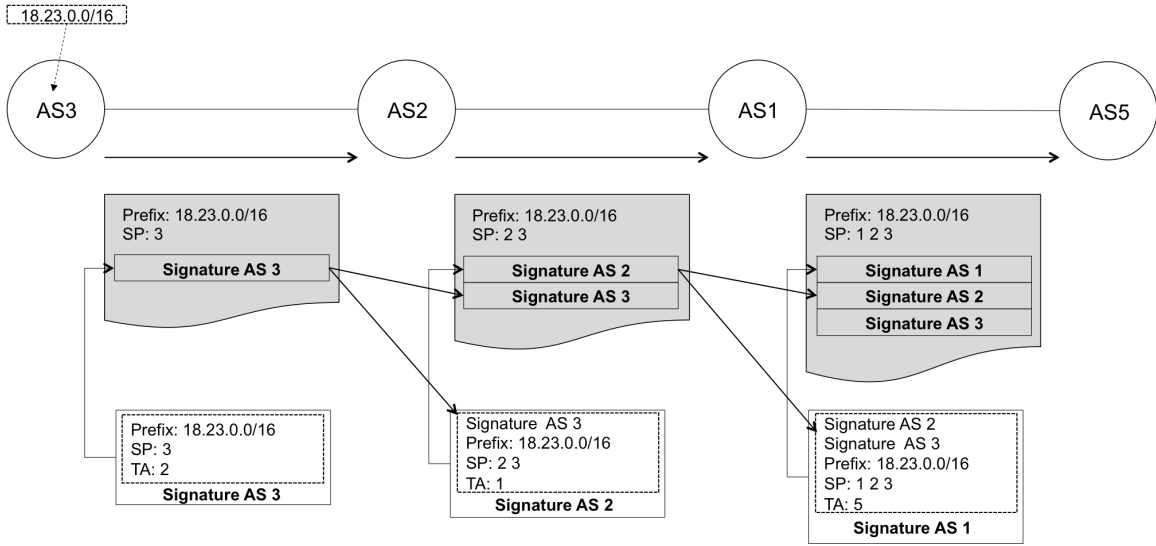 18.23.0.0/16
AS3
AS2
AS1
AS5
Prefix: 18.23.0.0/16
SP: 3
Signature AS 3
Prefix: 18.23.0.0/16
SP: 2 3
Signature AS 2
Signature AS 3
Prefix: 18.23.0.0/16
SP: 1 2 3
Signature AS 1
Signature AS 2
Signature AS 3
Prefix: 18.23.0.0/16
SP: 3
TA: 2
Signature AS 3
Signature AS 3
Prefix: 18.23.0.0/16
SP: 2 3
TA: 1
Signature AS 2
Signature AS 2
Signature AS 3
Prefix: 18.23.0.0/16
SP: 1 2 3
TA: 5
Signature AS 1